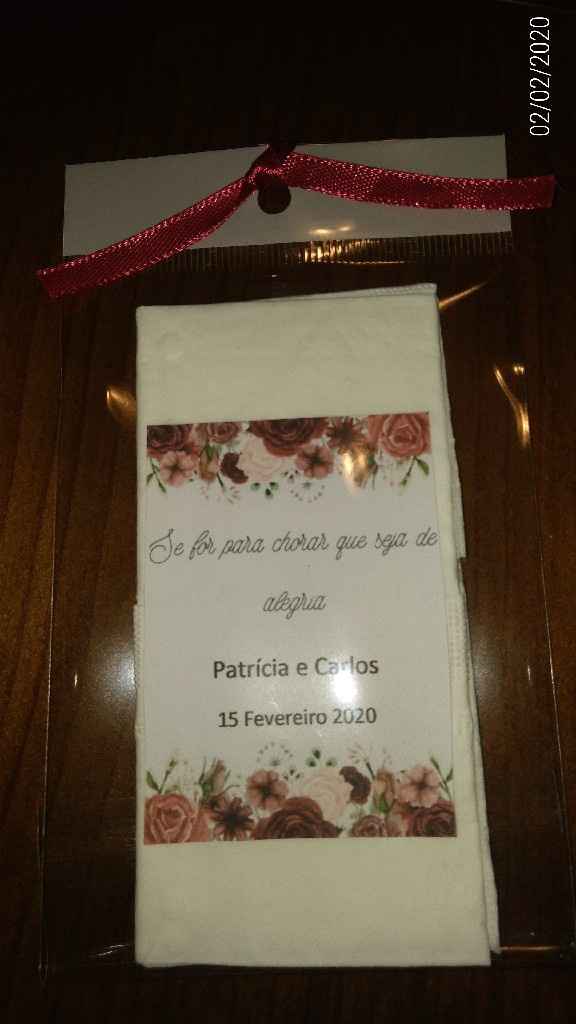 02/02/2020
Se for para chorar que seja de
alegria
Patrícia e Carlos
15 Fevereiro 2020